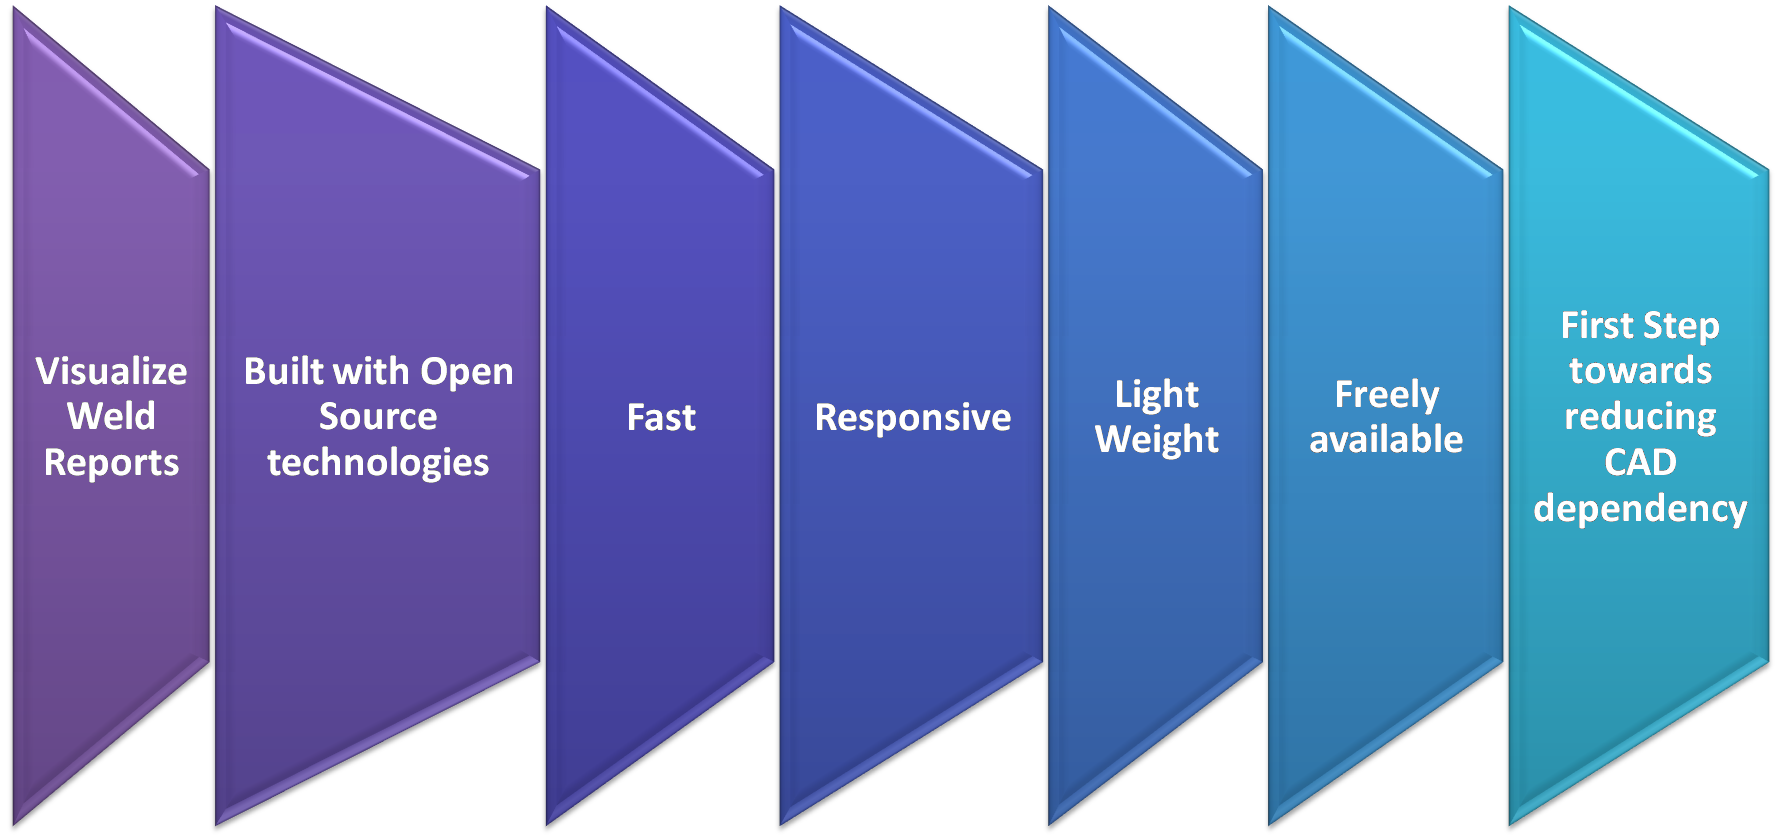 Visualize
Weld
Reports
Built with Open
Source
technologies
Fast
Responsive
Light
Weight
Freely
available
First Step
towards
reducing
CAD
dependency